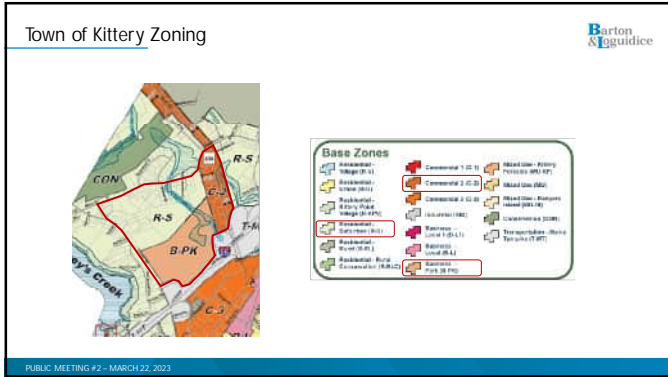 Town of Kittery Zoning
Barton
& Loguidice
CON
R-S
R-S
C-2
B-PK
T-M
ey's Creek
C-3
Base Zones
Residential -
Village (R-V)
Residential -
Urban (R-U)
Residential -
Kittery Point
Village (R-KPV)
Residential -
Suburban (R-S)
Residential -
Rural (R-RL)
Residential - Rural
Conservation (R-RLC)
Commercial 1 (C-1)
Commercial 2 (C-2)
Commercial 3 (C-3)
Industrial (IND)
Business -
Local 1 (B-L1)
Business -
Local (B-L)
Business -
Park (B-PK)
Mixed Use - Kittery
Foreside (MU-KF)
Mixed Use (MU)
Mixed Use - Badgers
Island (MU-BI)
Conservation (CON)
Transportation - Maine
Turnpike (T-MT)
PUBLIC MEETING #2 – MARCH 22, 2023